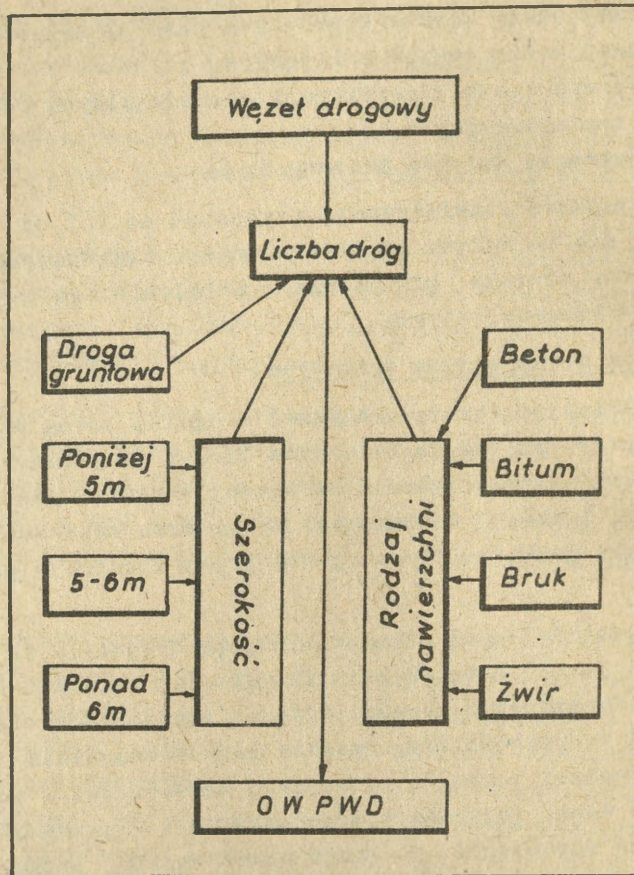 Węzeł drogowy
Liczba dróg
Droga
gruntowa
Beton
Poniżej
5m
Bitum
Szerokość
Rodzaj
nawierzchni
5-6m
Bruk
Ponad
6m
Żwir
OWPWD